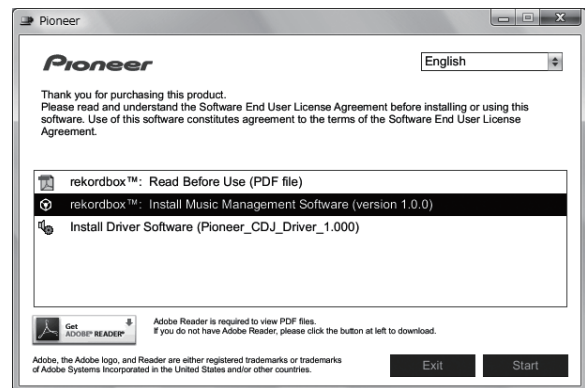 Pioneer
Pioneer
English
Thank you for purchasing this product.
Please read and understand the Software End User License Agreement before installing or using this
software. Use of this software constitutes agreement to the terms of the Software End User License
Agreement.
rekordbox™: Read Before Use (PDF file)
rekordbox™: Install Music Management Software (version 1.0.0)
Install Driver Software (Pioneer_CDJ_Driver_1.000)
Get
ADOBE® READER®
Adobe Reader is required to view PDF files.
If you do not have Adobe Reader, please click the button at left to download.
Adobe, the Adobe logo, and Reader are either registered trademarks or trademarks
of Adobe Systems Incorporated in the United States and/or other countries.
Exit
Start